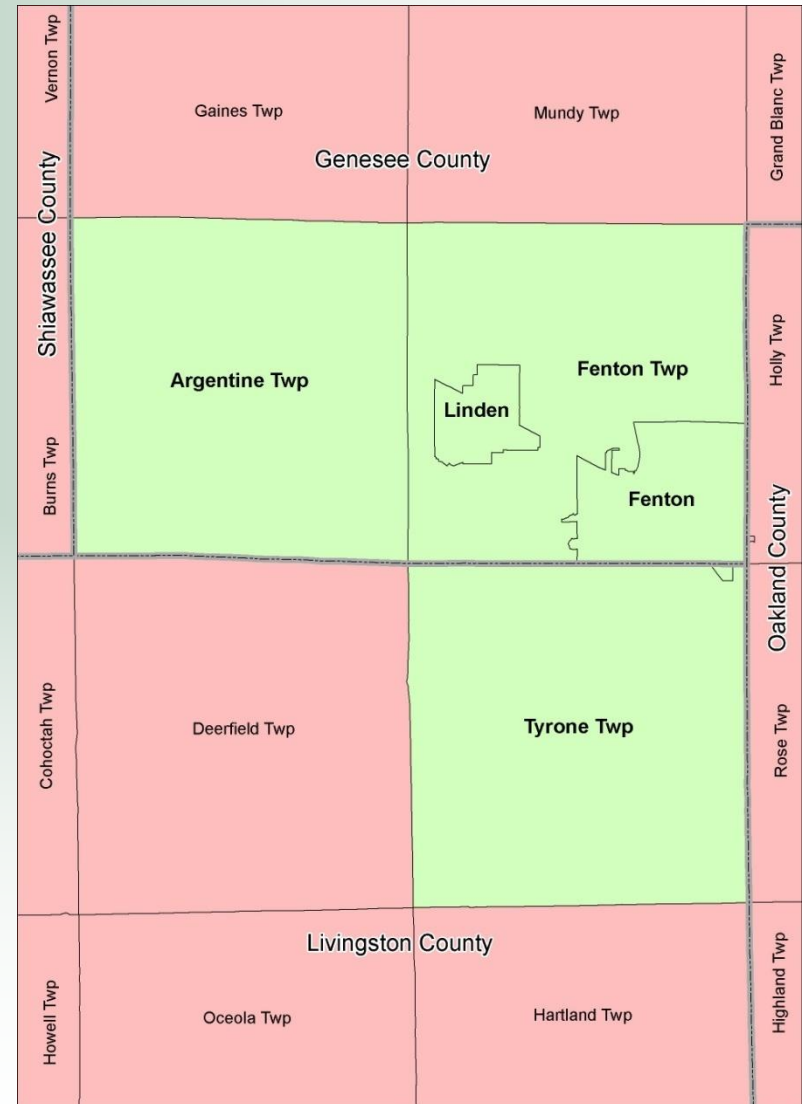 Vernon Twp
Gaines Twp
Mundy Twp
Grand Blanc Twp
Genesee County
Shiawassee County
Argentine Twp
Fenton Twp
Holly Twp
Linden
Burns Twp
Fenton
Oakland County
Cohoctah Twp
Deerfield Twp
Tyrone Twp
Rose Twp
Livingston County
Howell Twp
Oceola Twp
Hartland Twp
Highland Twp